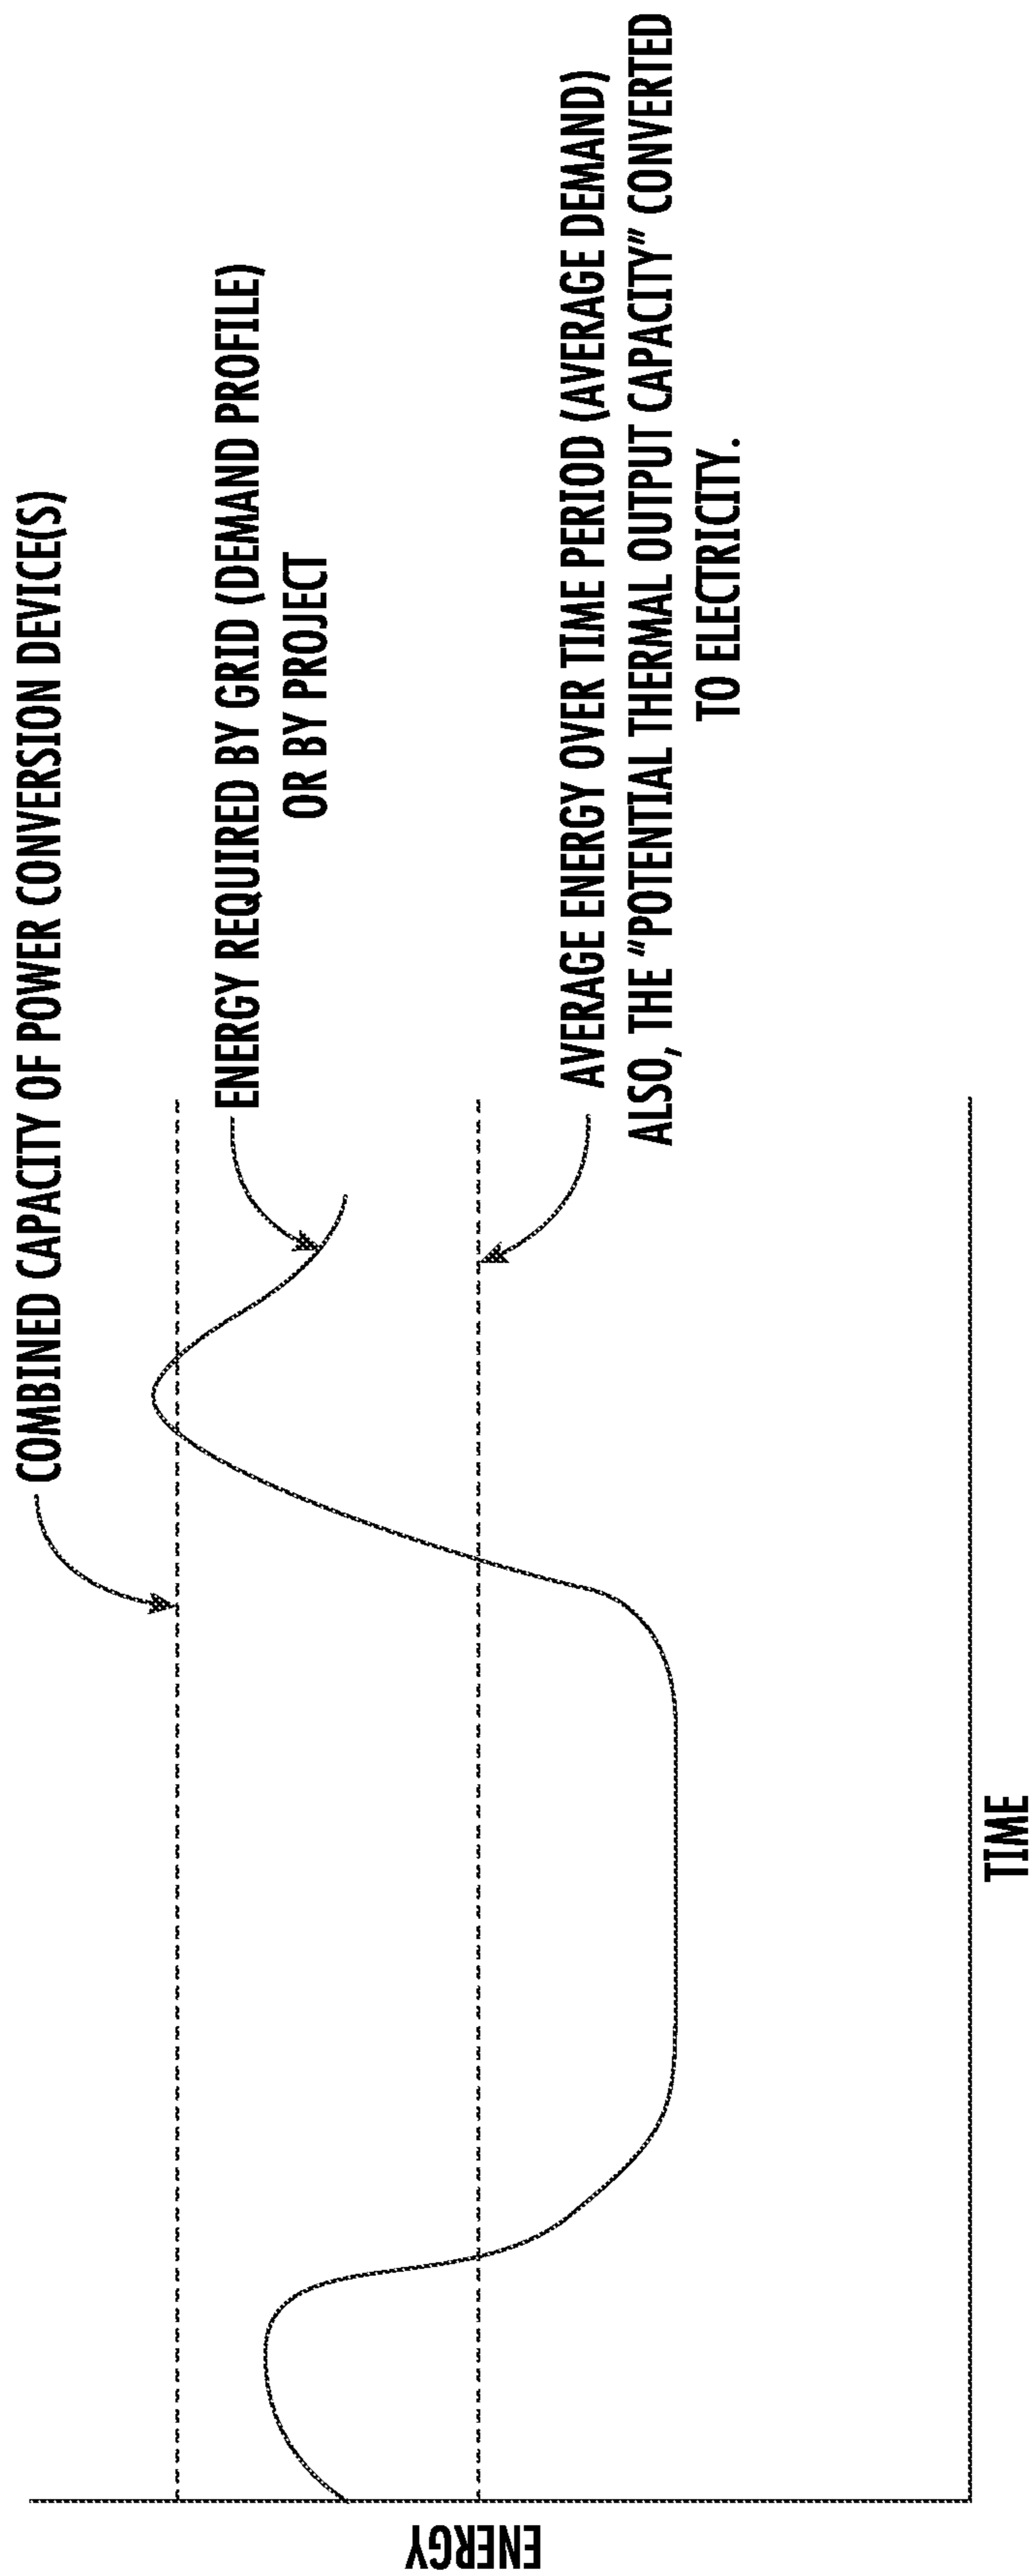 COMBINED CAPACITY OF POWER CONVERSION DEVICE(S)
ENERGY REQUIRED BY GRID (DEMAND PROFILE)
OR BY PROJECT
AVERAGE ENERGY OVER TIME PERIOD (AVERAGE DEMAND)
ALSO, THE "POTENTIAL THERMAL OUTPUT CAPACITY" CONVERTED
TO ELECTRICITY.
ENERGY
TIME